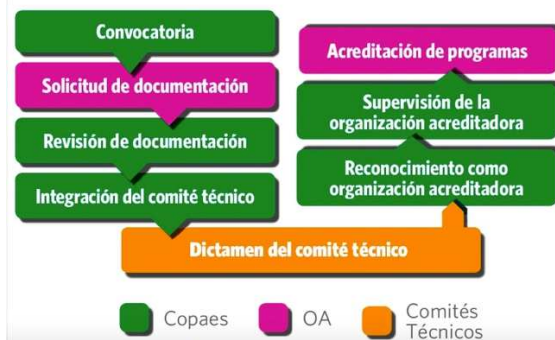 Convocatoria
Solicitud de documentación
Revisión de documentación
Integración del comité técnico
Dictamen del comité técnico
Reconocimiento como
organización acreditadora
Supervisión de la
organización acreditadora
Acreditación de programas
Copaes
OA
Comités
Técnicos